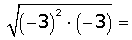 √((−3)² · (−3)) =